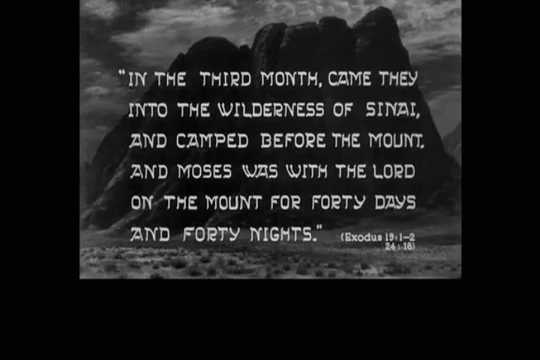 "IN THE THIRD MONTH, CAME THEY
INTO THE WILDERNESS OF SINAI,
AND CAMPED BEFORE THE MOUNT.
AND MOSES WAS WITH THE LORD
ON THE MOUNT FOR FORTY DAYS
AND FORTY NIGHTS."
(Exodus 19:1-2
24:18)